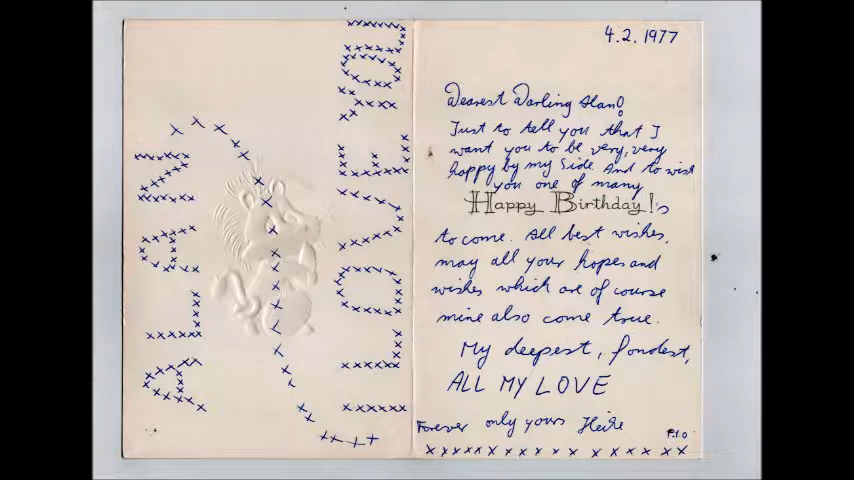 ALAN
I LOVE YOU
4.2.1977
Dearest Darling Alan!
Just to tell you that I
want you to be very, very
happy by my side And to wish
you one of many
Happy Birthday!s
to come. All best wishes,
may all your hopes and
wishes which are of course
mine also come true.
My deepest, fondest,
ALL MY LOVE
Forever only yours Heike
P.T.O
xxxxxxxxxxxxxxxxxxx